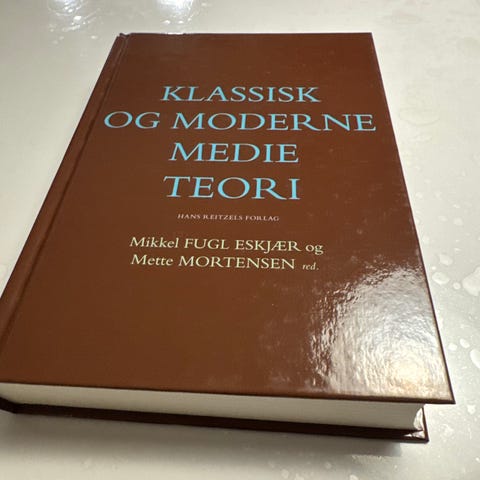 KLASSISK
OG MODERNE
MEDIE
TEORI
HANS REITZELS FORLAG
Mikkel FUGL ESKJÆR og
Mette MORTENSEN red.